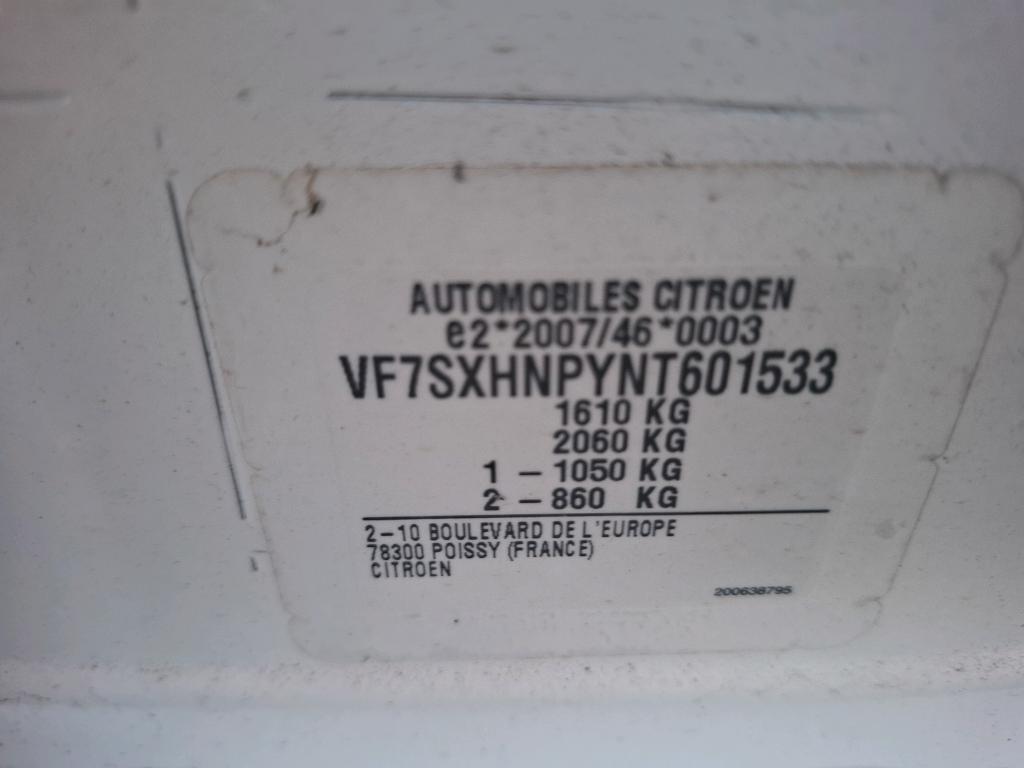 AUTOMOBILES CITROEN
e2*2007/46*0003
VF7SXHNPYNT601533
1610 KG
2060 KG
1 – 1050 KG
2 – 860 KG
2–10 BOULEVARD DE L'EUROPE
78300 POISSY (FRANCE)
CITROEN
200638795